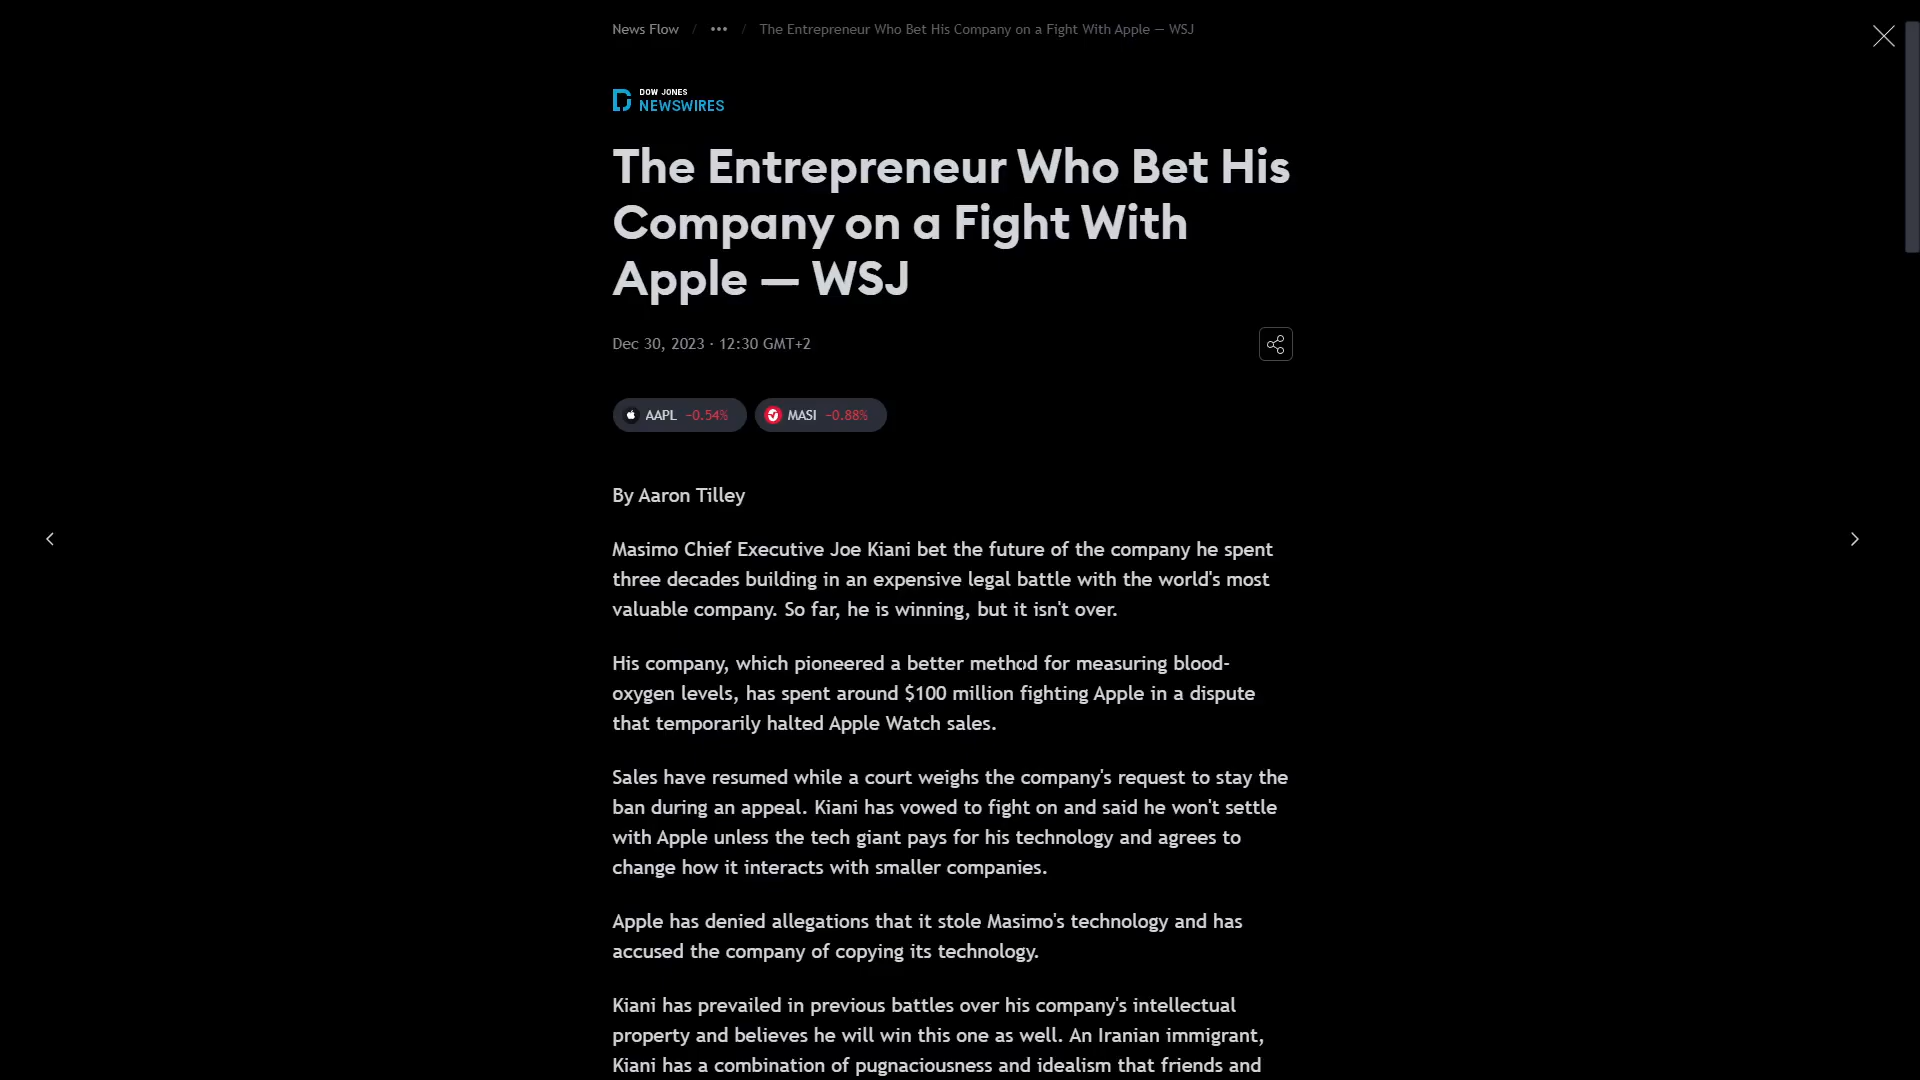 News Flow / ••• / The Entrepreneur Who Bet His Company on a Fight With Apple — WSJ
DOW JONES
NEWSWIRES
The Entrepreneur Who Bet His
Company on a Fight With
Apple — WSJ
Dec 30, 2023 · 12:30 GMT+2
AAPL −0.54% MASI −0.88%
By Aaron Tilley
Masimo Chief Executive Joe Kiani bet the future of the company he spent
three decades building in an expensive legal battle with the world's most
valuable company. So far, he is winning, but it isn't over.
His company, which pioneered a better method for measuring blood-
oxygen levels, has spent around $100 million fighting Apple in a dispute
that temporarily halted Apple Watch sales.
Sales have resumed while a court weighs the company's request to stay the
ban during an appeal. Kiani has vowed to fight on and said he won't settle
with Apple unless the tech giant pays for his technology and agrees to
change how it interacts with smaller companies.
Apple has denied allegations that it stole Masimo's technology and has
accused the company of copying its technology.
Kiani has prevailed in previous battles over his company's intellectual
property and believes he will win this one as well. An Iranian immigrant,
Kiani has a combination of pugnaciousness and idealism that friends and